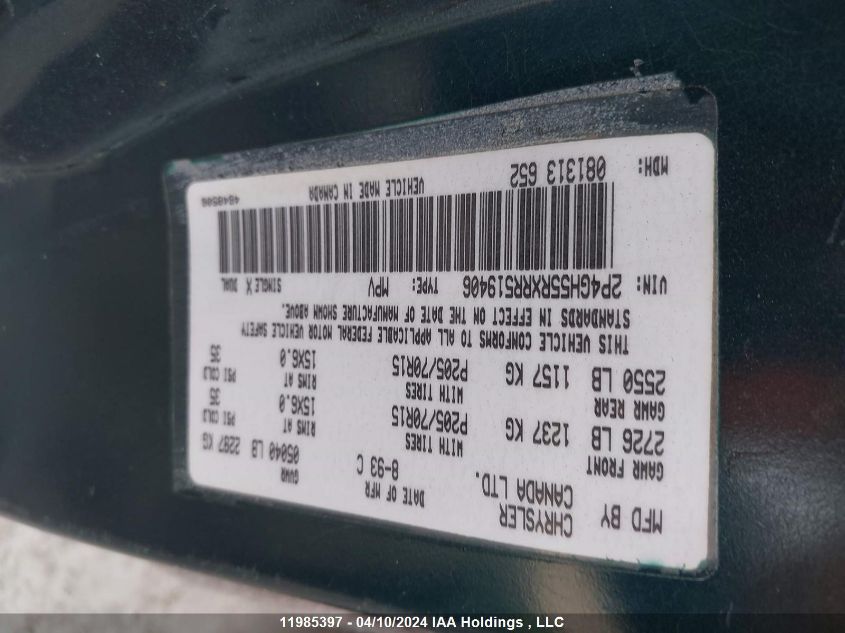 MFD BY CHRYSLER CANADA LTD. DATE OF MFR 8-93 C GVWR 05040 LB 2287 KG
GAWR FRONT 2726 LB 1237 KG WITH TIRES P205/70R15 RIMS AT 15X6.0 PSI COLD 35
GAWR REAR 2550 LB 1157 KG WITH TIRES P205/70R15 RIMS AT 15X6.0 PSI COLD 35
THIS VEHICLE CONFORMS TO ALL APPLICABLE FEDERAL MOTOR VEHICLE SAFETY
STANDARDS IN EFFECT ON THE DATE OF MANUFACTURE SHOWN ABOVE.
VIN: 2P4GH55RXRR519406 TYPE: MPV SINGLE X DUAL
MDH: 081313 652 VEHICLE MADE IN CANADA 4848506
11985397 - 04/10/2024 IAA Holdings , LLC